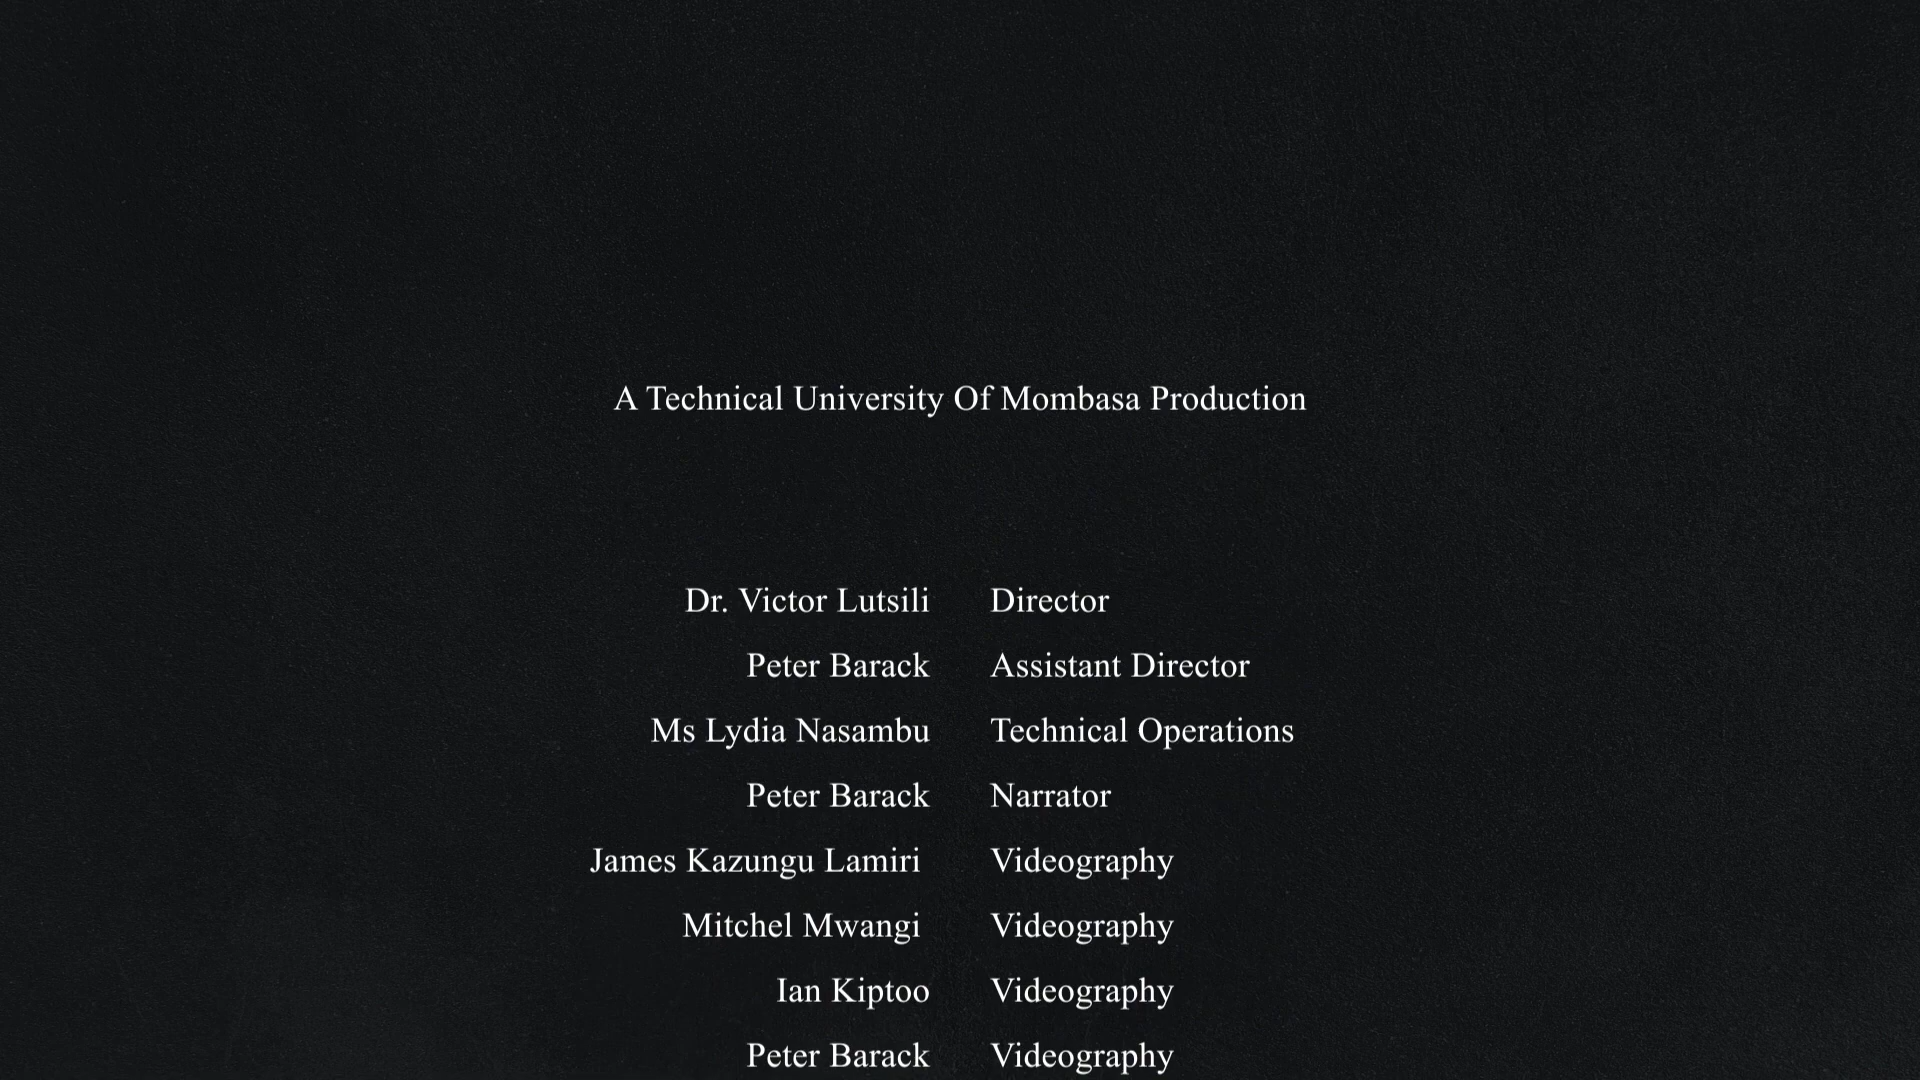 A Technical University Of Mombasa Production
Dr. Victor Lutsili Director
Peter Barack Assistant Director
Ms Lydia Nasambu Technical Operations
Peter Barack Narrator
James Kazungu Lamiri Videography
Mitchel Mwangi Videography
Ian Kiptoo Videography
Peter Barack Videography